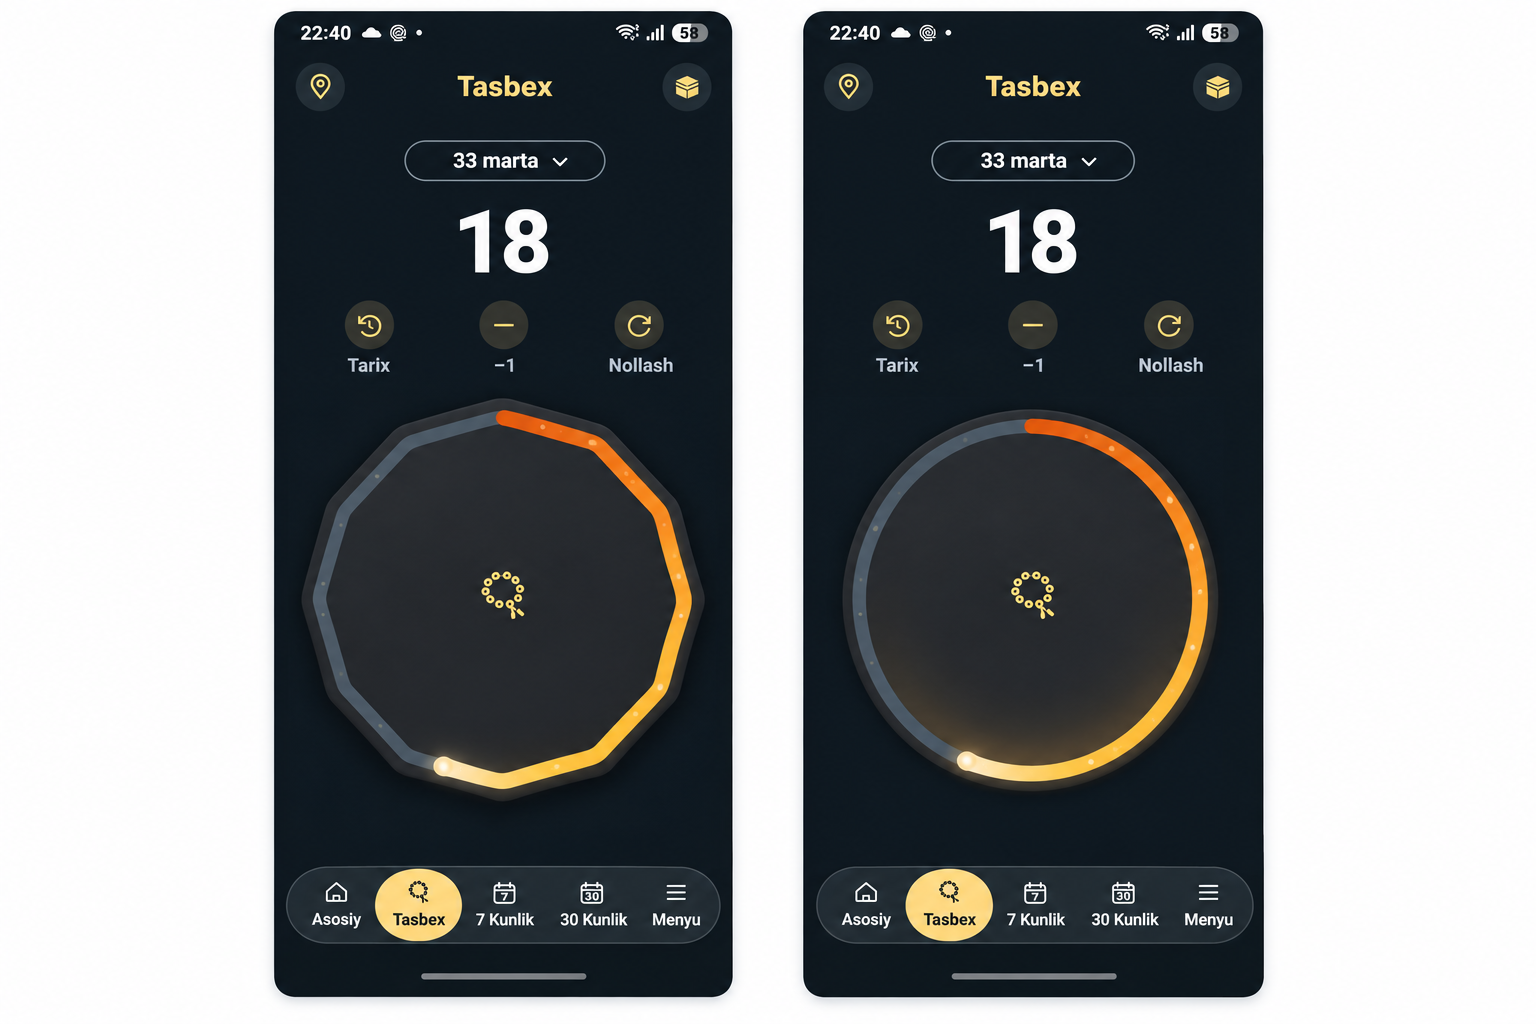 22:40
58
Tasbex
33 marta
18
Tarix
−1
Nollash
Asosiy
Tasbex
7
7 Kunlik
30
30 Kunlik
Menyu
22:40
58
Tasbex
33 marta
18
Tarix
−1
Nollash
Asosiy
Tasbex
7
7 Kunlik
30
30 Kunlik
Menyu